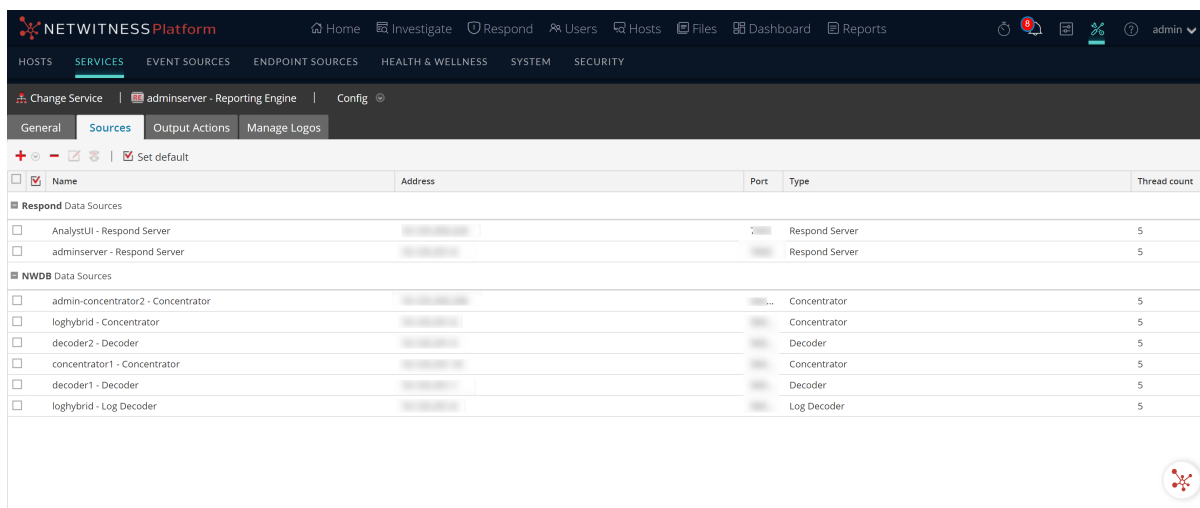 NETWITNESS Platform Home Investigate Respond Users Hosts Files Dashboard Reports 8 admin
HOSTS SERVICES EVENT SOURCES ENDPOINT SOURCES HEALTH & WELLNESS SYSTEM SECURITY
Change Service | RE adminserver - Reporting Engine | Config
General Sources Output Actions Manage Logos
Set default
Name Address Port Type Thread count
Respond Data Sources
AnalystUI - Respond Server Respond Server 5
adminserver - Respond Server Respond Server 5
NWDB Data Sources
admin-concentrator2 - Concentrator Concentrator 5
loghybrid - Concentrator Concentrator 5
decoder2 - Decoder Decoder 5
concentrator1 - Concentrator Concentrator 5
decoder1 - Decoder Decoder 5
loghybrid - Log Decoder Log Decoder 5